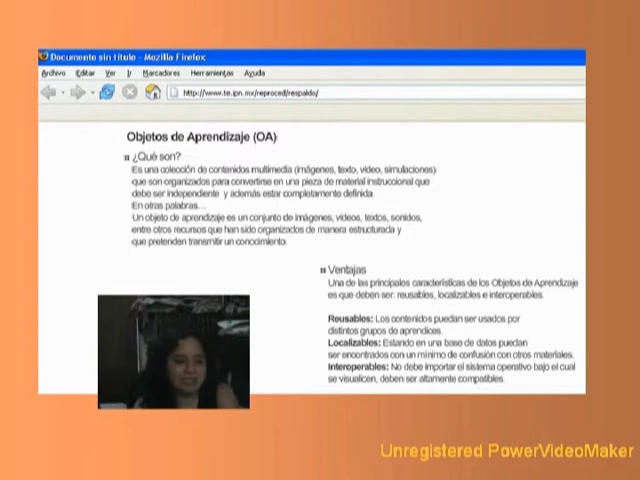 Documento sin título - Mozilla Firefox
Archivo Editar Ver Ir Marcadores Herramientas Ayuda
http://www.te.ipn.mx/reproced/respaldo/
Objetos de Aprendizaje (OA)
¿Qué son?
Es una colección de contenidos multimedia (imágenes, texto, video, simulaciones)
que son organizados para convertirse en una pieza de material instruccional que
debe ser independiente y además estar completamente definida.
En otras palabras...
Un objeto de aprendizaje es un conjunto de imágenes, videos, textos, sonidos,
entre otros recursos que han sido organizados de manera estructurada y
que pretenden transmitir un conocimiento.
Ventajas
Una de las principales características de los Objetos de Aprendizaje
es que deben ser: reusables, localizables e interoperables.
Reusables: Los contenidos puedan ser usados por
distintos grupos de aprendices.
Localizables: Estando en una base de datos puedan
ser encontrados con un mínimo de confusión con otros materiales.
Interoperables: No debe importar el sistema operativo bajo el cual
se visualicen, deben ser altamente compatibles.
Unregistered PowerVideoMaker